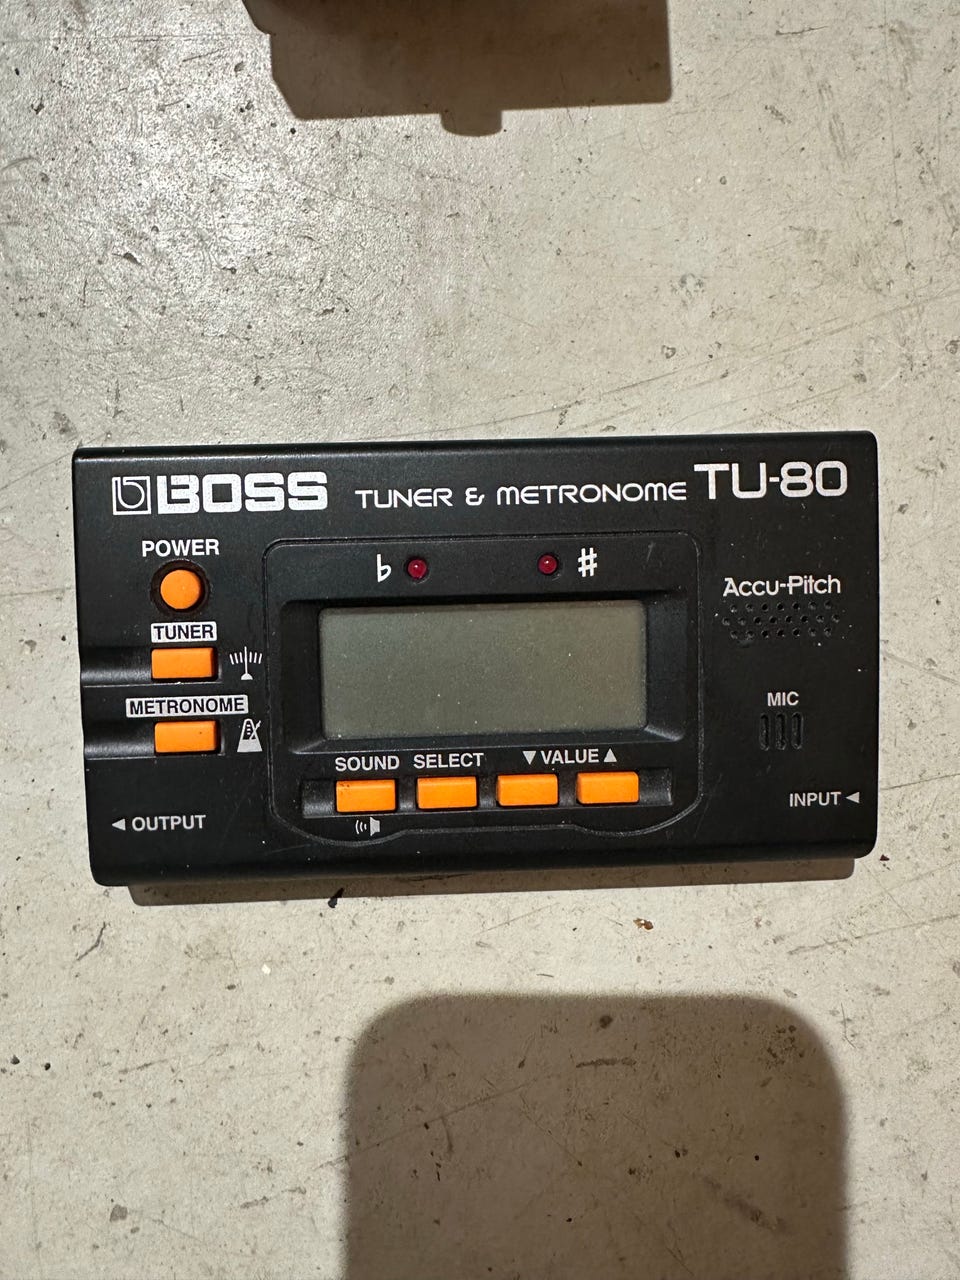 BOSS TUNER & METRONOME TU-80
POWER
♭ #
Accu-Pitch
TUNER
METRONOME
MIC
SOUND SELECT ▼ VALUE ▲
INPUT ◄
◄ OUTPUT